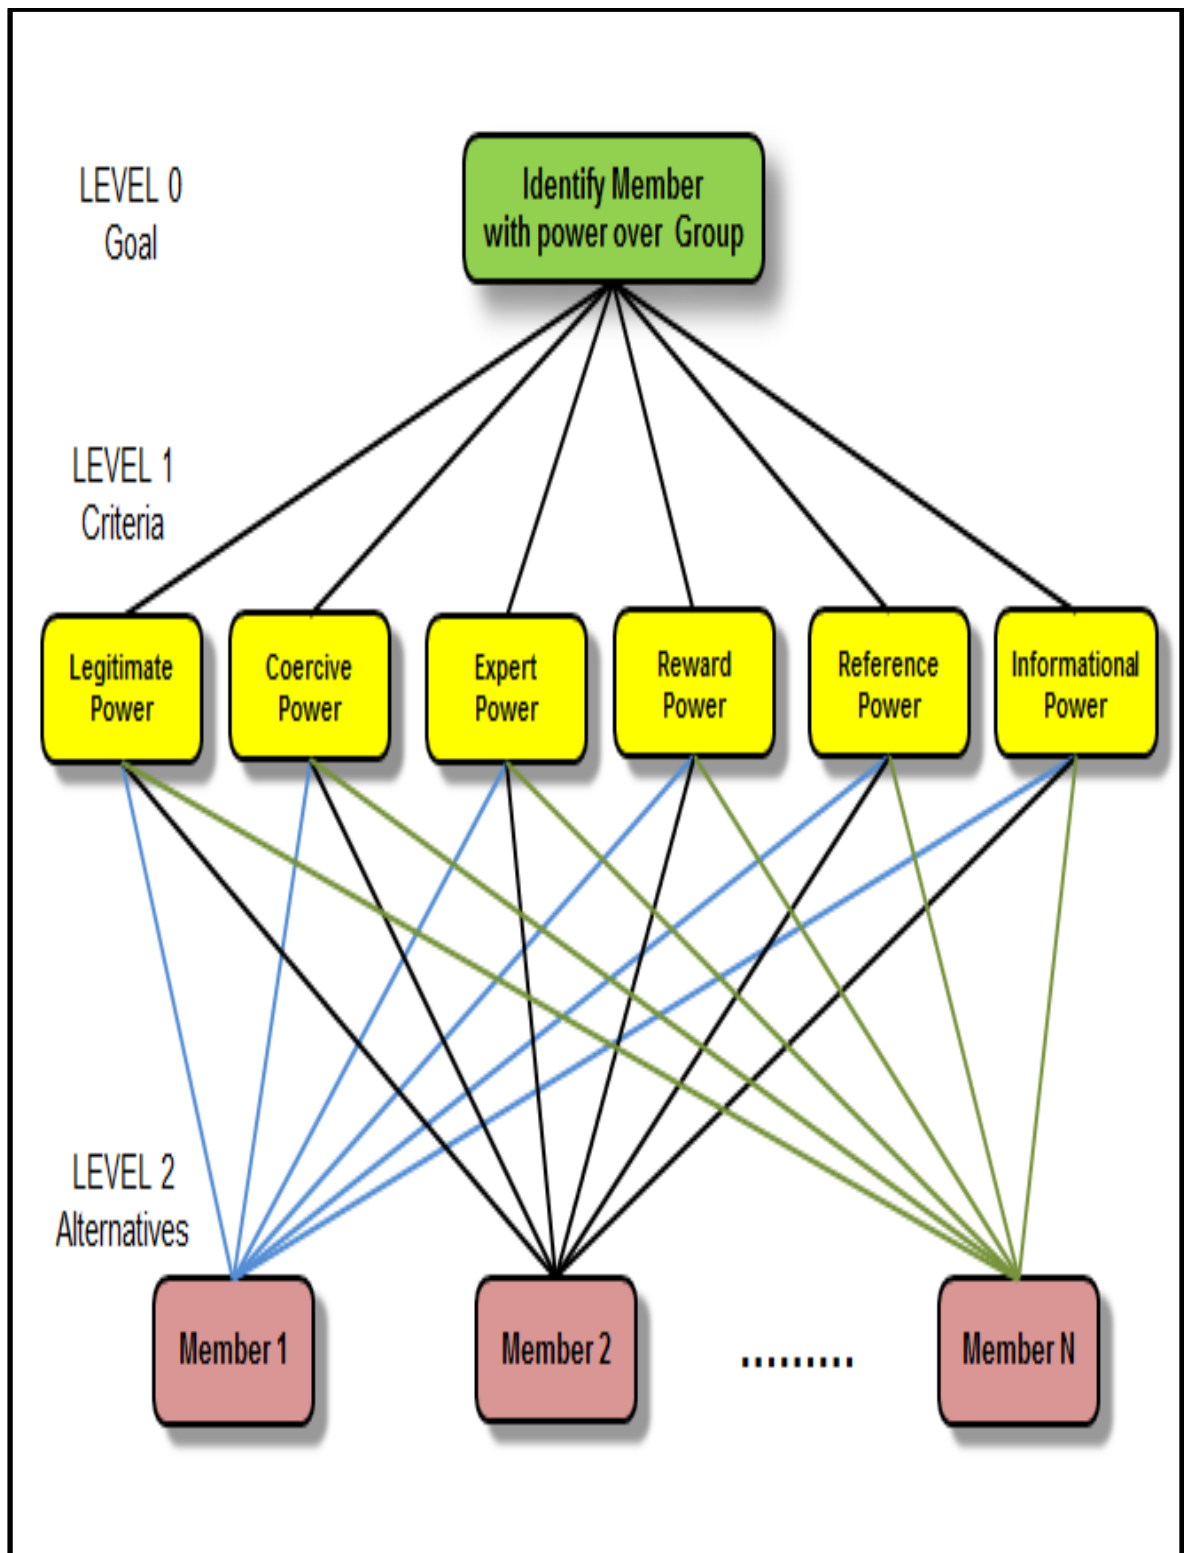 LEVEL 0
Goal
Identify Member
with power over Group
LEVEL 1
Criteria
Legitimate
Power
Coercive
Power
Expert
Power
Reward
Power
Reference
Power
Informational
Power
LEVEL 2
Alternatives
Member 1
Member 2
.........
Member N